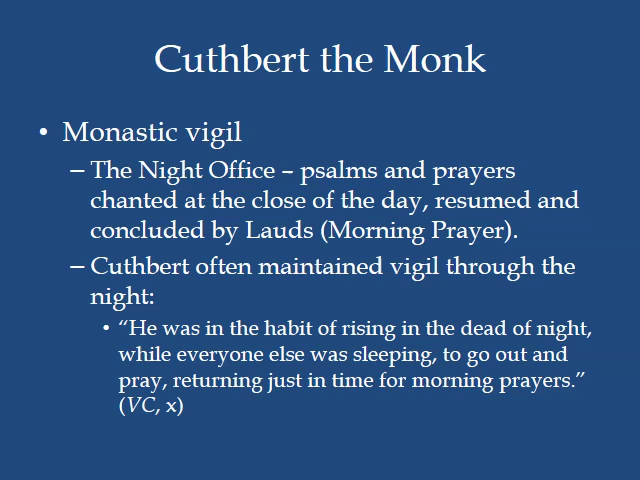 Cuthbert the Monk
• Monastic vigil
– The Night Office – psalms and prayers
chanted at the close of the day, resumed and
concluded by Lauds (Morning Prayer).
– Cuthbert often maintained vigil through the
night:
• “He was in the habit of rising in the dead of night,
while everyone else was sleeping, to go out and
pray, returning just in time for morning prayers.”
(VC, x)